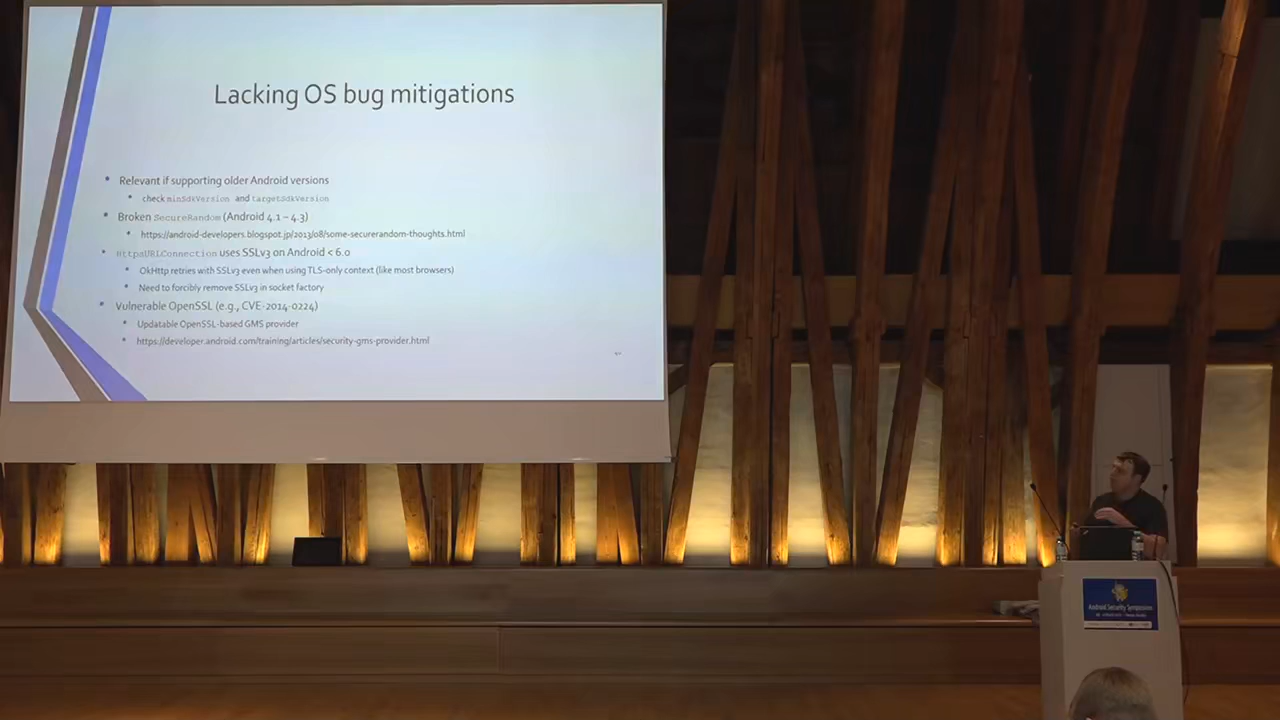 Lacking OS bug mitigations
• Relevant if supporting older Android versions
• check minSdkVersion and targetSdkVersion
• Broken SecureRandom (Android 4.1 – 4.3)
• https://android-developers.blogspot.jp/2013/08/some-securerandom-thoughts.html
• HttpsURLConnection uses SSLv3 on Android < 6.0
• OkHttp retries with SSLv3 even when using TLS-only context (like most browsers)
• Need to forcibly remove SSLv3 in socket factory
• Vulnerable OpenSSL (e.g., CVE-2014-0224)
• Updatable OpenSSL-based GMS provider
• https://developer.android.com/training/articles/security-gms-provider.html
Android Security Symposium